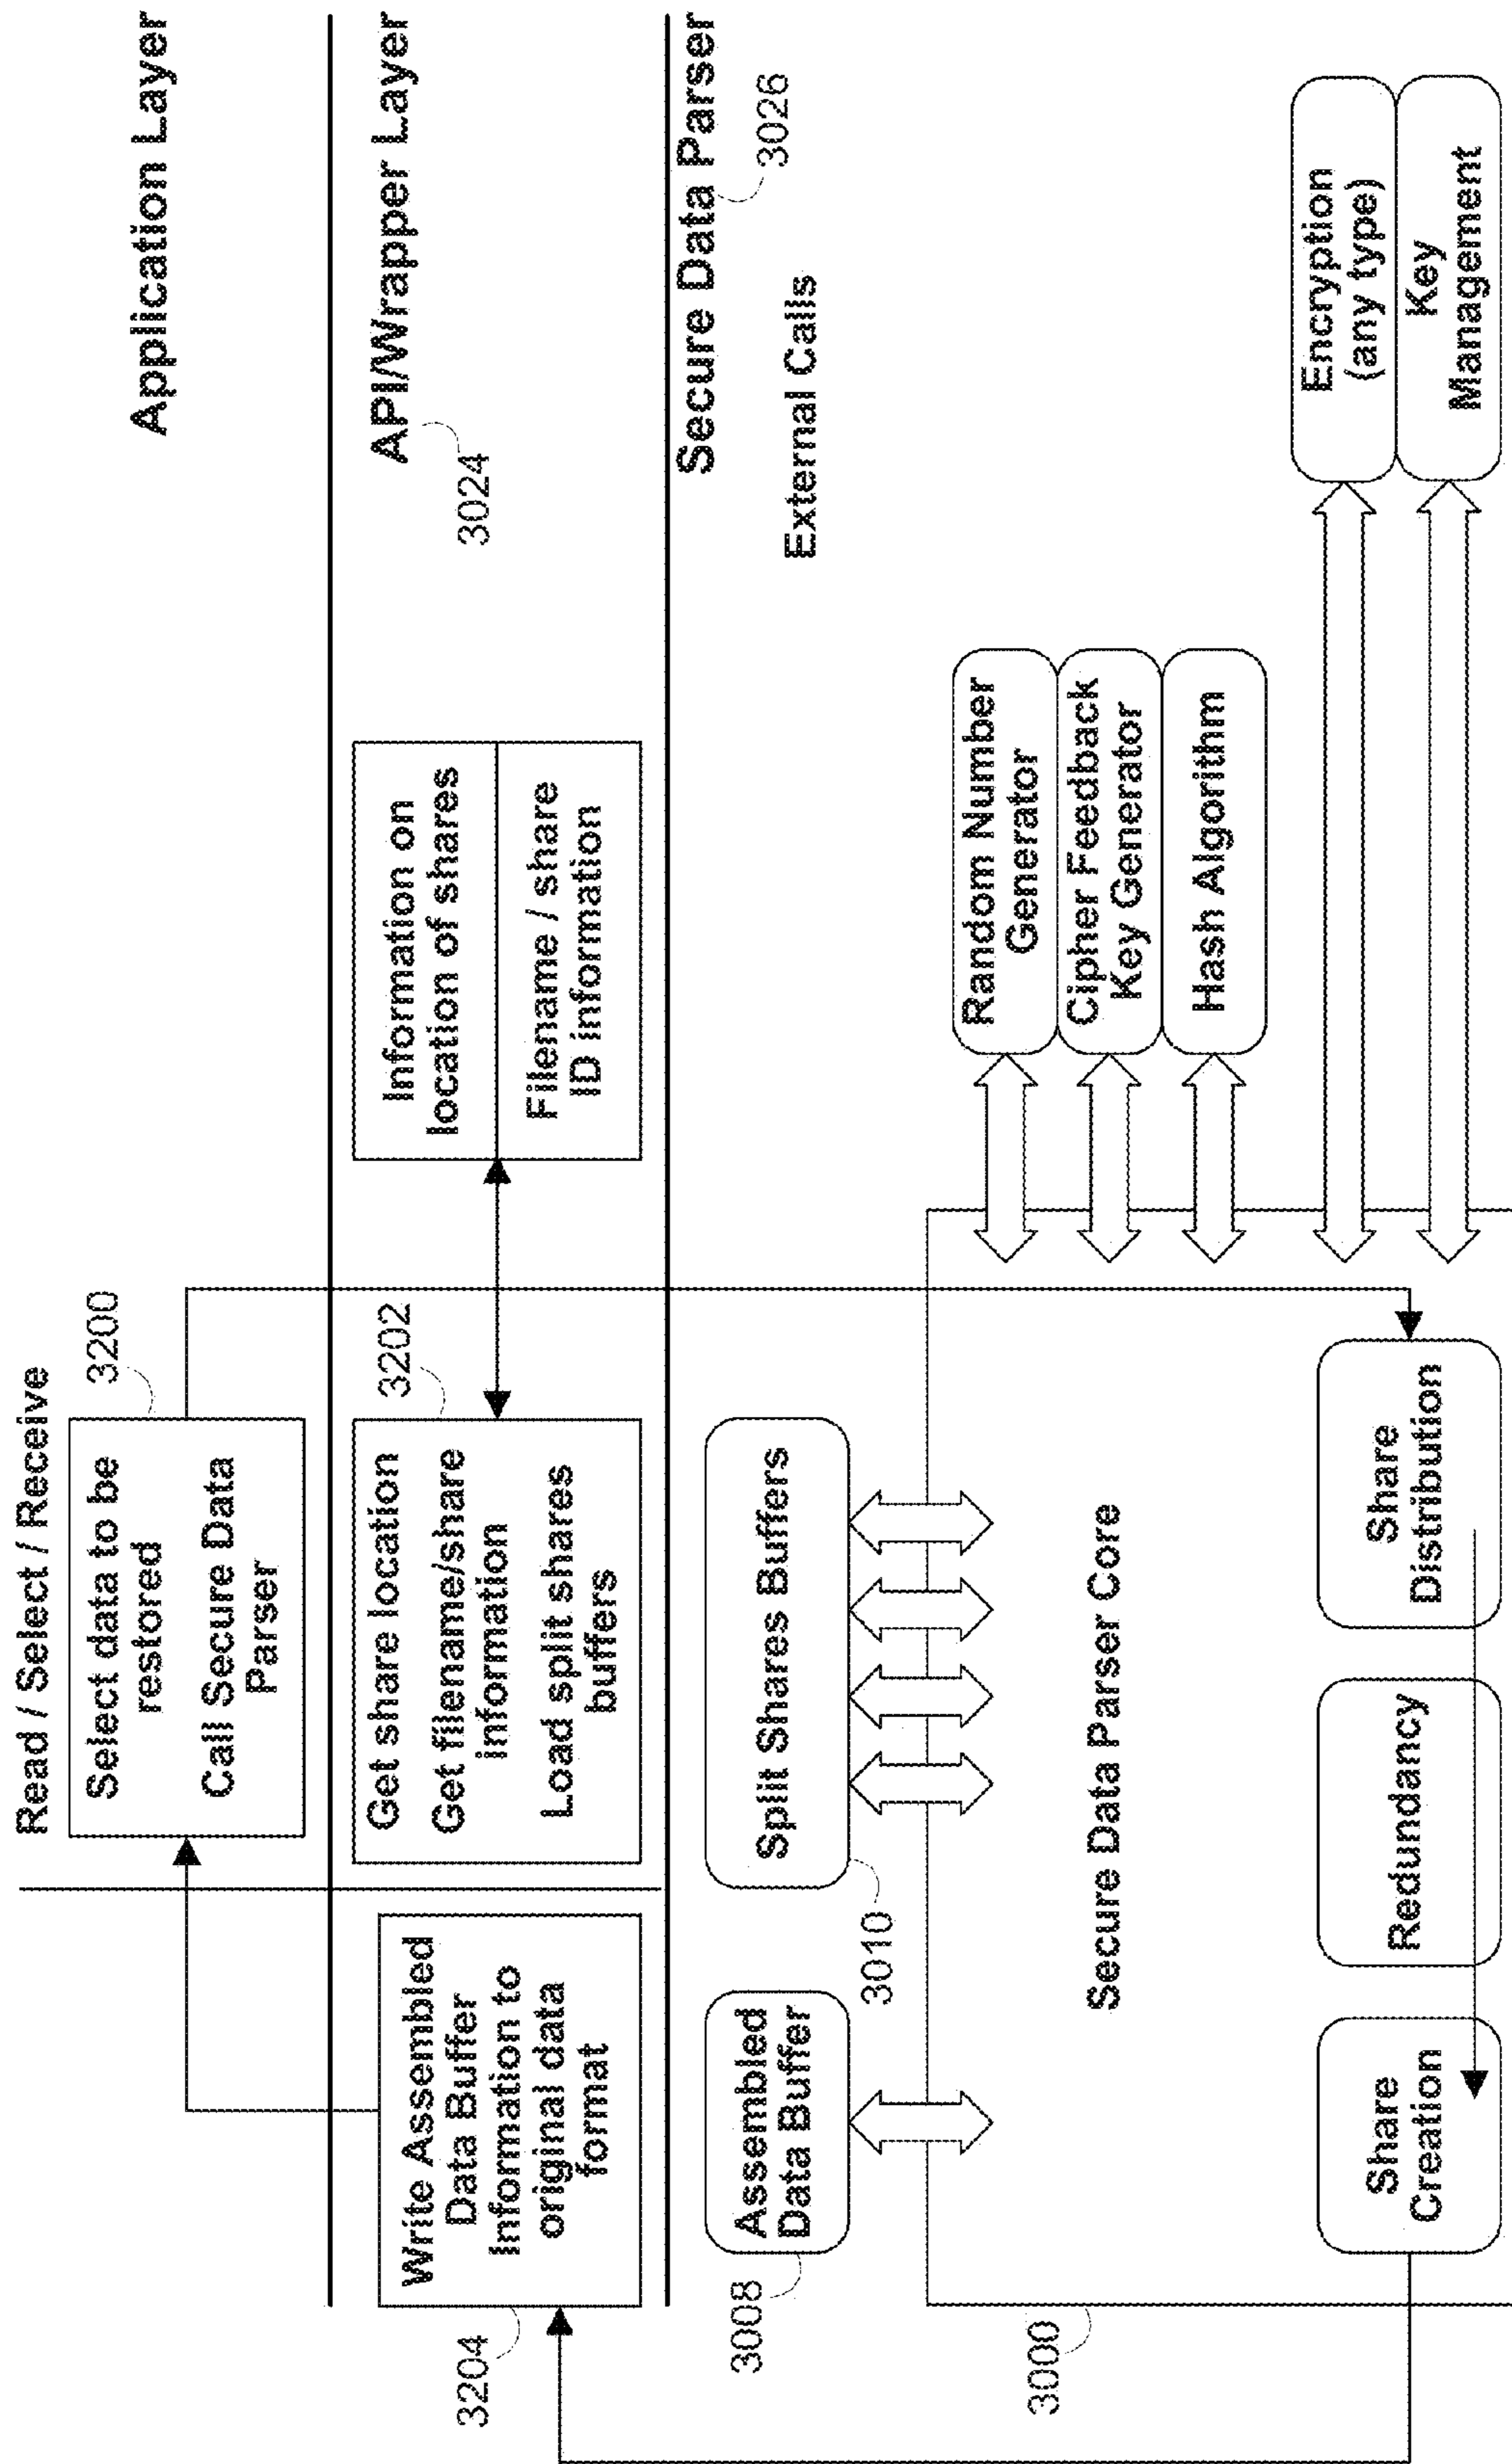 Read / Select / Receive
3200
Select data to be
restored
Call Secure Data
Parser
Application Layer
3204
Write Assembled
Data Buffer
Information to
original data
format
3202
Get share location
Get filename/share
information
Load split shares
buffers
Information on
location of shares
Filename / share
ID information
API/Wrapper Layer
3024
Secure Data Parser
3026
3008
Assembled
Data Buffer
3010
Split Shares Buffers
External Calls
3000
Secure Data Parser Core
Random Number
Generator
Cipher Feedback
Key Generator
Hash Algorithm
Share
Creation
Redundancy
Share
Distribution
Encryption
(any type)
Key
Management